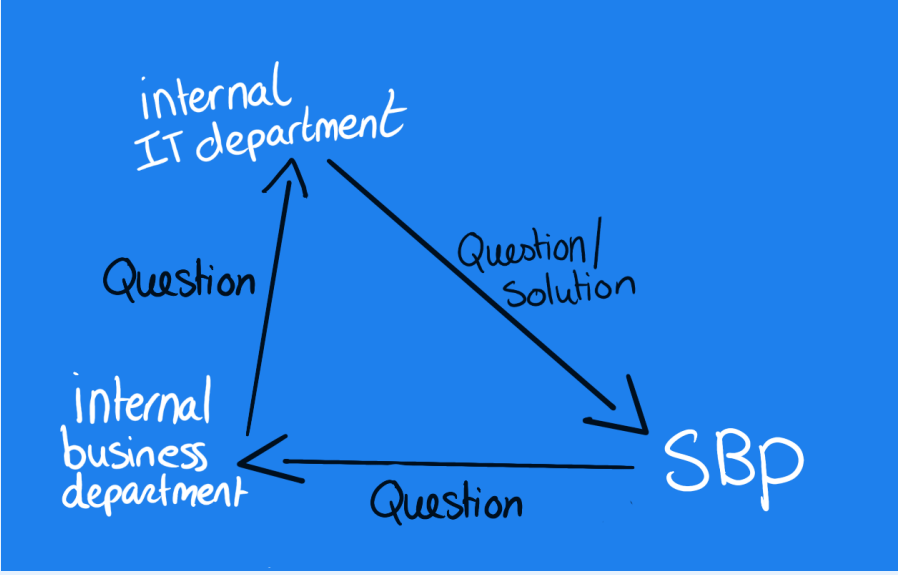 internal
IT department
Question/
Solution
Question
internal
business
department
SBP
Question